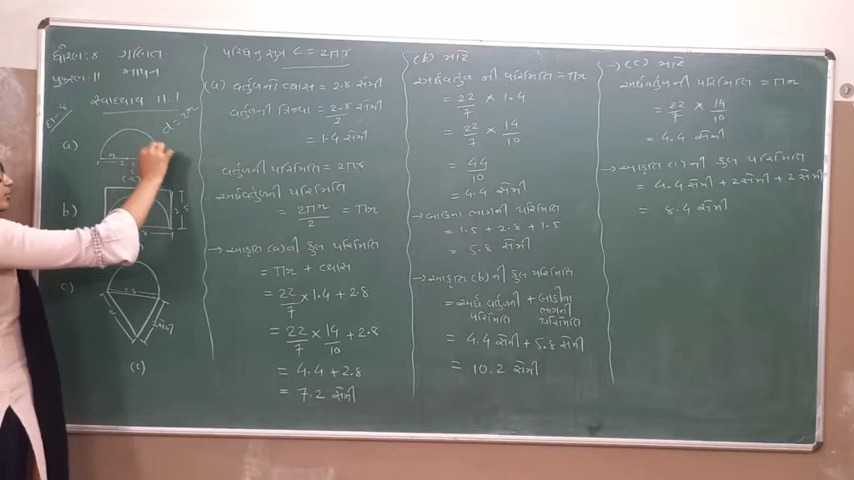 ધોરણ: ૪ ગણિત
પ્રકરણ-11 માપન
સ્વાધ્યાય 11.1
a)
d = 2r
2.8
(a)
b)
c)
2.8
2
2 સેમી
(c)
પરિઘનુ સૂત્ર C = 2πr
(a) વર્તુળનો વ્યાસ = 2.8 સેમી
વર્તુળની ત્રિજ્યા = 2.8/2 સેમી
= 1.4 સેમી
વર્તુળની પરિમિતિ = 2πr
= અર્ધવર્તુળની પરિમિતિ
= 2πr/2 = πr
→ આકૃતિ (a) ની કુલ પરિમિતિ
= πr + વ્યાસ
= 22/7 × 1.4 + 2.8
= 22/7 × 14/10 + 2.8
= 4.4 + 2.8
= 7.2 સેમી
(b) માટે
અર્ધવર્તુળ ની પરિમિતિ = πr
= 22/7 × 1.4
= 22/7 × 14/10
= 44/10
= 4.4 સેમી
→ બાકીના ભાગની પરિમિતિ
= 1.5 + 2.8 + 1.5
= 5.8 સેમી
→ આકૃતિ (b) ની કુલ પરિમિતિ
= અર્ધ વર્તુળની પરિમિતિ + બાકીના ભાગની પરિમિતિ
= 4.4 સેમી + 5.8 સેમી
= 10.2 સેમી
→ (c) માટે
અર્ધવર્તુળની પરિમિતિ = πr
= 22/7 × 14/10
= 4.4 સેમી
→ આકૃતિ (c) ની કુલ પરિમિતિ
= 4.4 સેમી + 2 સેમી + 2 સેમી
= 8.4 સેમી